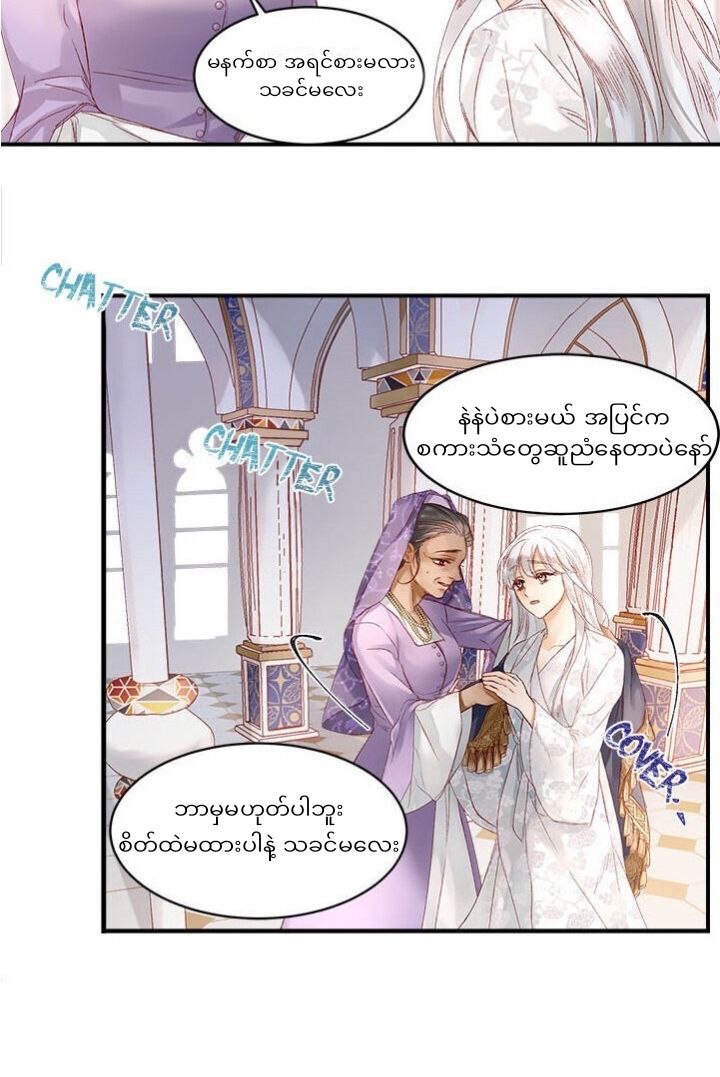 မနက်စာ အရင်စားမလား
သခင်မလေး
CHATTER
CHATTER
နဲနဲပဲစားမယ် အပြင်က
စကားသံတွေဆူညံနေတာပဲနော်
COVER..
ဘာမှမဟုတ်ပါဘူး
စိတ်ထဲမထားပါနဲ့ သခင်မလေး